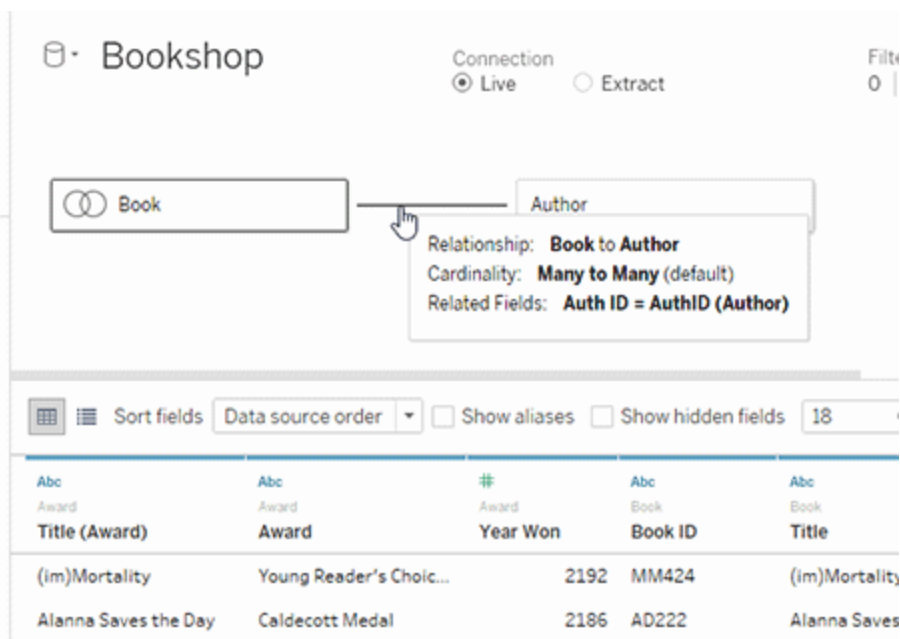 Bookshop
Connection
Live Extract
0
Book
Author
Relationship: Book to Author
Cardinality: Many to Many (default)
Related Fields: Auth ID = AuthID (Author)
Sort fields Data source order Show aliases Show hidden fields 18
Abc Abc # Abc Abc
Award Award Award Book Book
Title (Award) Award Year Won Book ID Title
(im)Mortality Young Reader's Choic... 2192 MM424 (im)Mortality
Alanna Saves the Day Caldecott Medal 2186 AD222 Alanna Saves